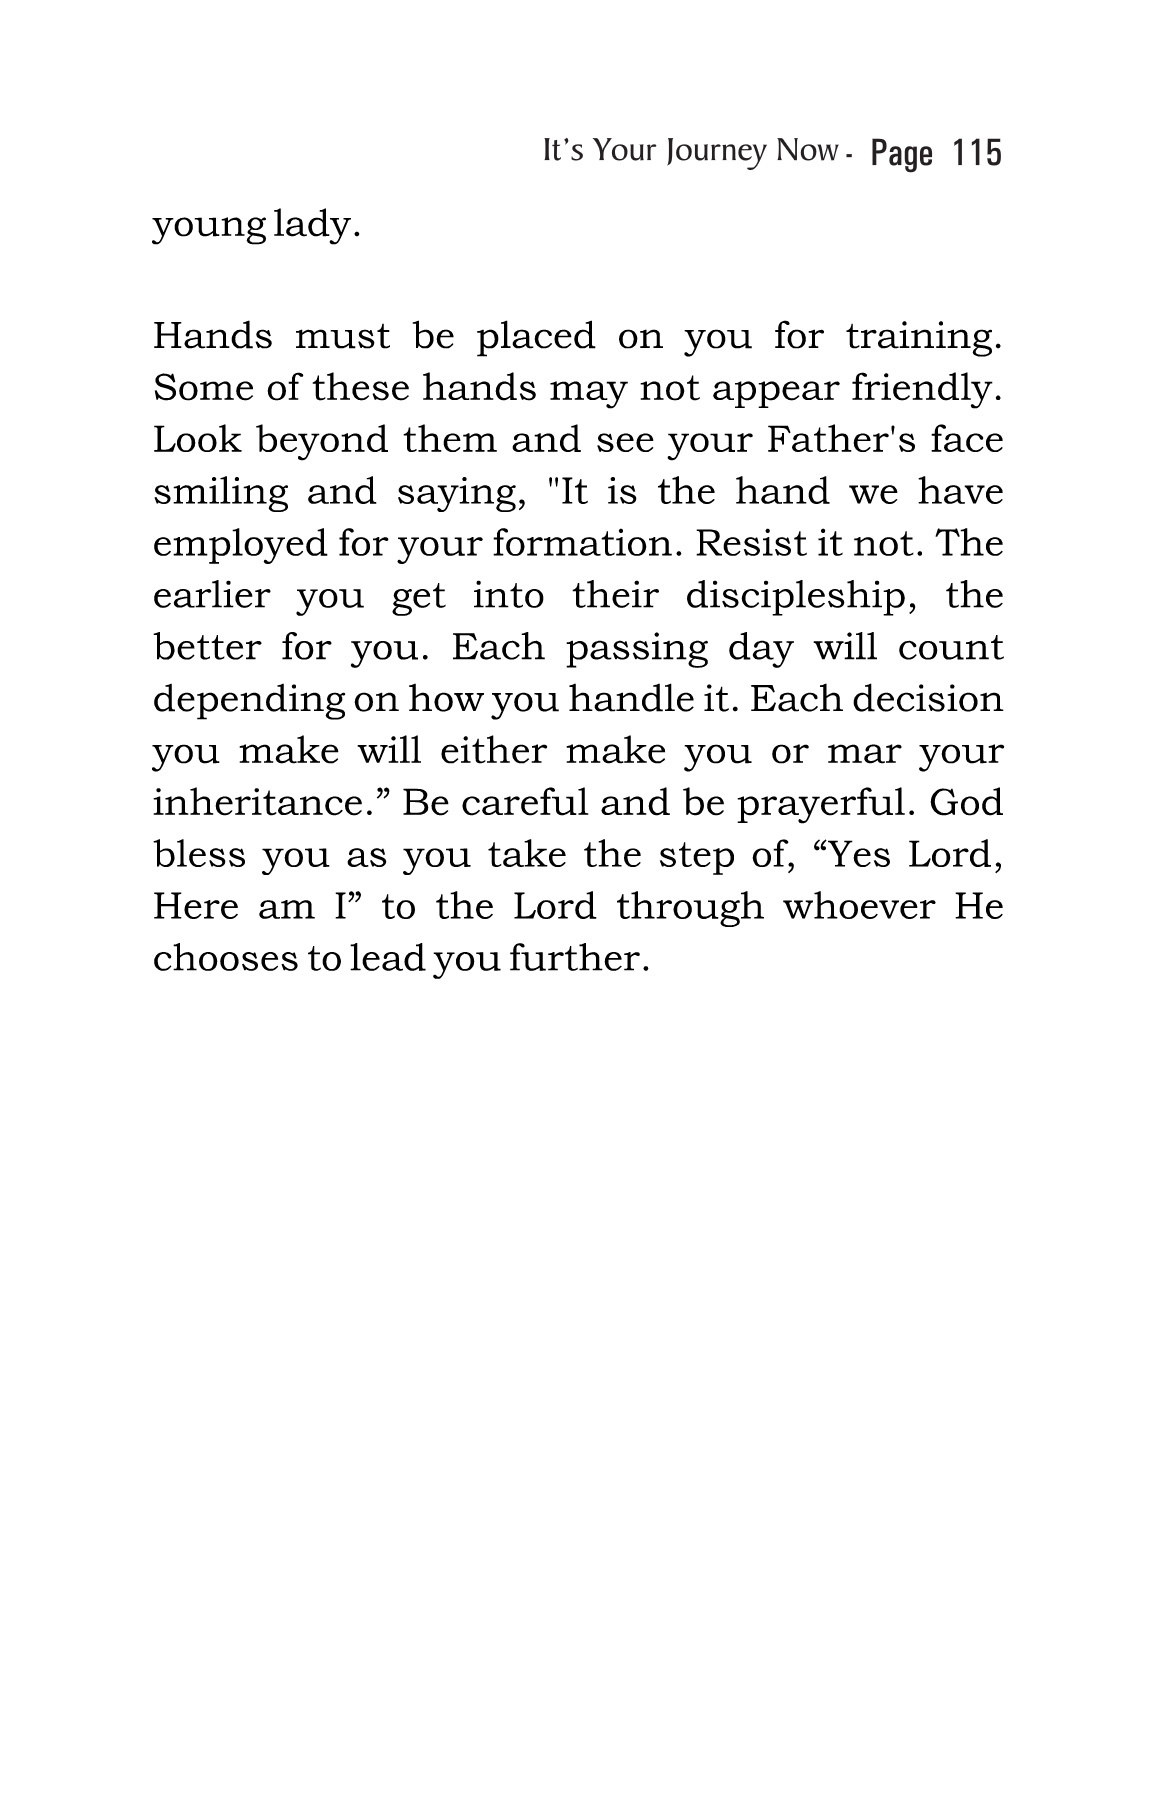 It’s Your Journey Now - Page 115
young lady.
Hands must be placed on you for training.
Some of these hands may not appear friendly.
Look beyond them and see your Father's face
smiling and saying, "It is the hand we have
employed for your formation. Resist it not. The
earlier you get into their discipleship, the
better for you. Each passing day will count
depending on how you handle it. Each decision
you make will either make you or mar your
inheritance.” Be careful and be prayerful. God
bless you as you take the step of, “Yes Lord,
Here am I” to the Lord through whoever He
chooses to lead you further.